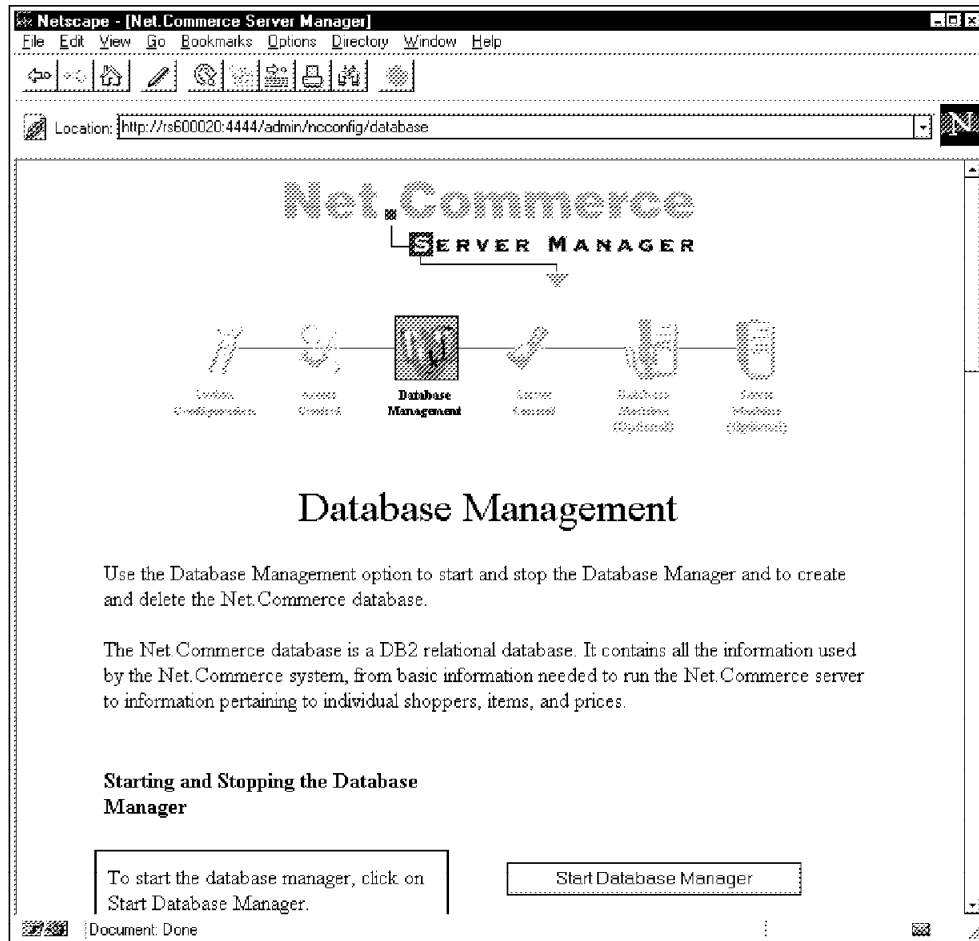 Netscape - [Net.Commerce Server Manager]
File Edit View Go Bookmarks Options Directory Window Help
Location: http://rs600020:4444/admin/ncconfig/database
N
Net.Commerce
SERVER MANAGER
Database
Management
(Optional)
(Optional)
Database Management
Use the Database Management option to start and stop the Database Manager and to create
and delete the Net.Commerce database.
The Net.Commerce database is a DB2 relational database. It contains all the information used
by the Net.Commerce system, from basic information needed to run the Net.Commerce server
to information pertaining to individual shoppers, items, and prices.
Starting and Stopping the Database
Manager
To start the database manager, click on
Start Database Manager.
Start Database Manager
Document: Done